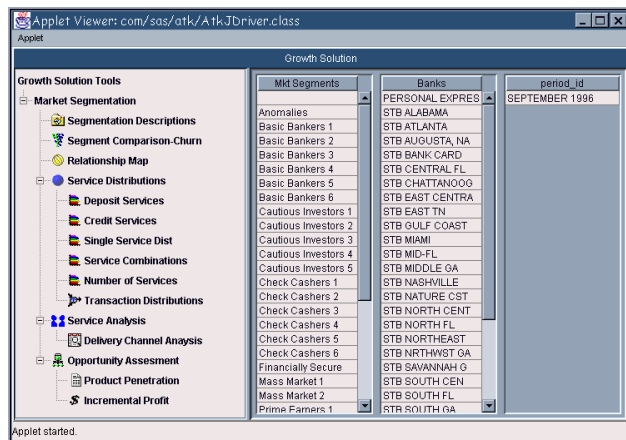 Applet Viewer: com/sas/atk/AtkJDriver.class
Applet
Growth Solution
Growth Solution Tools
Market Segmentation
Segmentation Descriptions
Segment Comparison-Churn
Relationship Map
Service Distributions
Deposit Services
Credit Services
Single Service Dist
Service Combinations
Number of Services
Transaction Distributions
Service Analysis
Delivery Channel Anaysis
Opportunity Assesment
Product Penetration
Incremental Profit
Mkt Segments
Anomalies
Basic Bankers 1
Basic Bankers 2
Basic Bankers 3
Basic Bankers 4
Basic Bankers 5
Basic Bankers 6
Cautious Investors 1
Cautious Investors 2
Cautious Investors 3
Cautious Investors 4
Cautious Investors 5
Check Cashers 1
Check Cashers 2
Check Cashers 3
Check Cashers 4
Check Cashers 5
Check Cashers 6
Financially Secure
Mass Market 1
Mass Market 2
Prime Earners 1
Banks
PERSONAL EXPRES
STB ALABAMA
STB ATLANTA
STB AUGUSTA, NA
STB BANK CARD
STB CENTRAL FL
STB CHATTANOOG
STB EAST CENTRA
STB EAST TN
STB GULF COAST
STB MIAMI
STB MID-FL
STB MIDDLE GA
STB NASHVILLE
STB NATURE CST
STB NORTH CENT
STB NORTH FL
STB NORTHEAST
STB NRTHWST GA
STB SAVANNAH G
STB SOUTH CEN
STB SOUTH FL
STB SOUTH GA
period_id
SEPTEMBER 1996
Applet started.